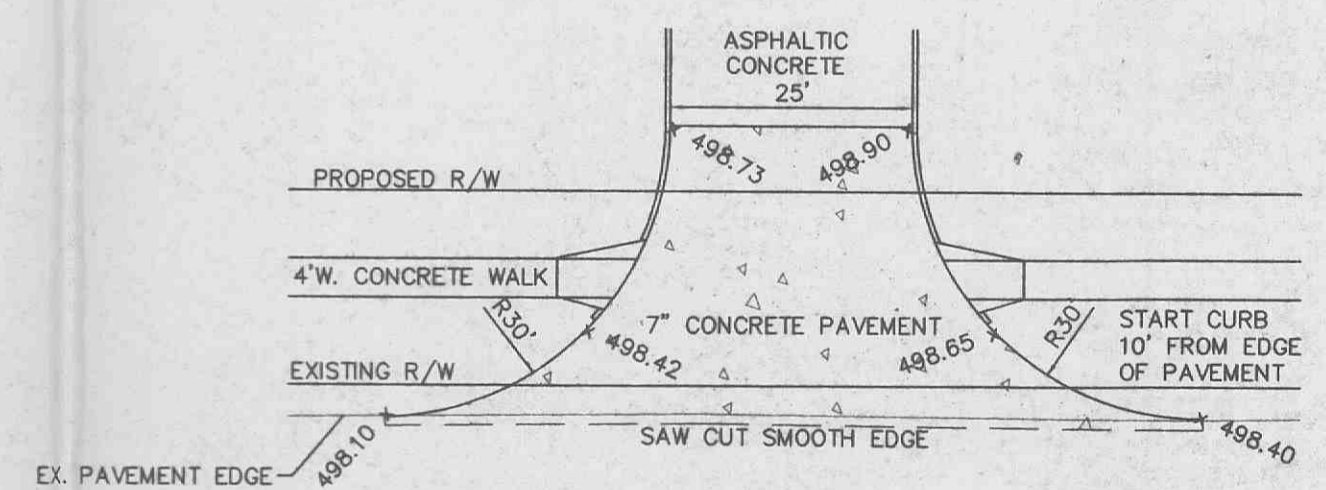 ASPHALTIC
CONCRETE
25'
498.73
498.90
PROPOSED R/W
4'W. CONCRETE WALK
R30'
7" CONCRETE PAVEMENT
R30'
START CURB
10' FROM EDGE
OF PAVEMENT
498.42
498.65
EXISTING R/W
SAW CUT SMOOTH EDGE
498.10
498.40
EX. PAVEMENT EDGE